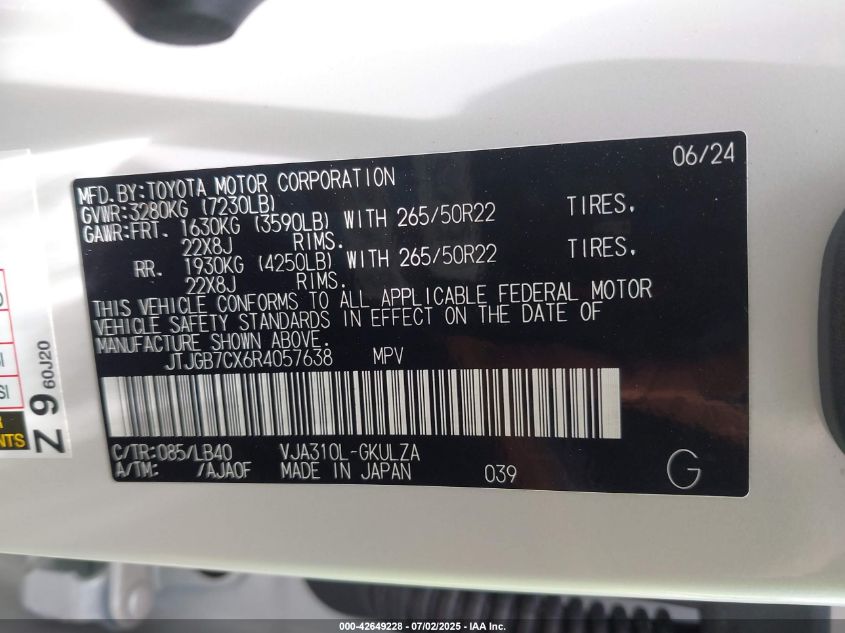 06/24
MFD.BY:TOYOTA MOTOR CORPORATION
GVWR:3280KG (7230LB)
GAWR:FRT. 1630KG (3590LB) WITH 265/50R22 TIRES.
22X8J RIMS.
RR. 1930KG (4250LB) WITH 265/50R22 TIRES.
22X8J RIMS.
THIS VEHICLE CONFORMS TO ALL APPLICABLE FEDERAL MOTOR
VEHICLE SAFETY STANDARDS IN EFFECT ON THE DATE OF
MANUFACTURE SHOWN ABOVE.
JTJGB7CX6R4057638 MPV
C/TR:085/LB40 VJA310L-GKULZA
A/TM: /AJA0F MADE IN JAPAN 039 G
Z 9 60J20
000-42649228 - 07/02/2025 - IAA Inc.